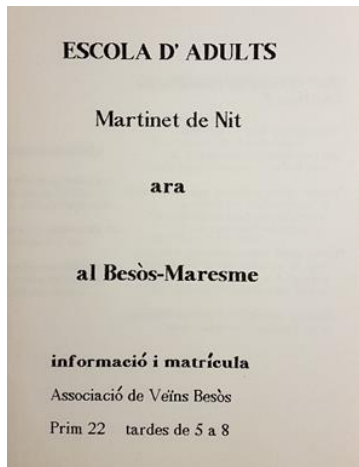 ESCOLA D' ADULTS
Martinet de Nit
ara
al Besòs-Maresme
informació i matrícula
Associació de Veïns Besòs
Prim 22 tardes de 5 a 8